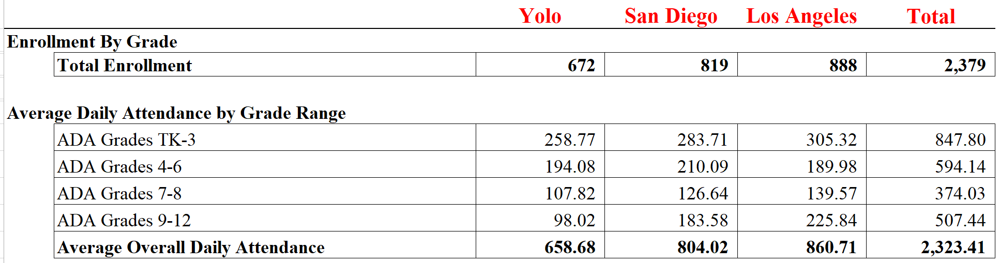 Yolo San Diego Los Angeles Total
Enrollment By Grade
Total Enrollment 672 819 888 2,379
Average Daily Attendance by Grade Range
ADA Grades TK-3 258.77 283.71 305.32 847.80
ADA Grades 4-6 194.08 210.09 189.98 594.14
ADA Grades 7-8 107.82 126.64 139.57 374.03
ADA Grades 9-12 98.02 183.58 225.84 507.44
Average Overall Daily Attendance 658.68 804.02 860.71 2,323.41